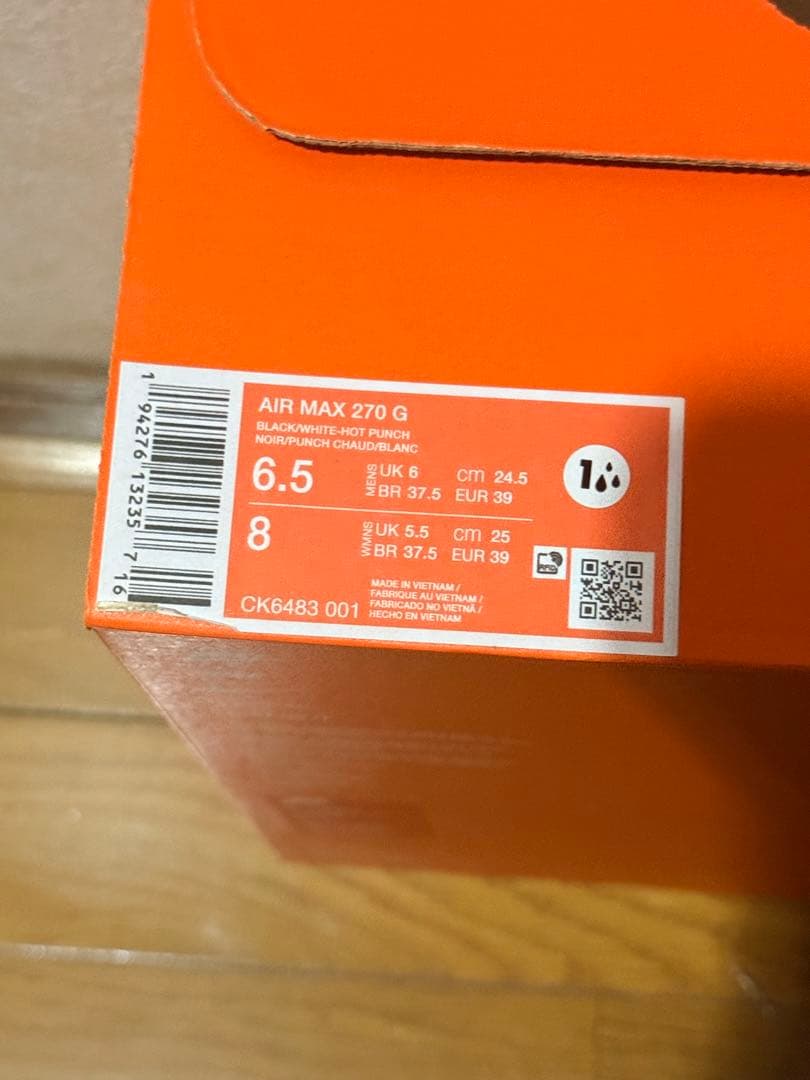 AIR MAX 270 G
BLACK/WHITE-HOT PUNCH
NOIR/PUNCH CHAUD/BLANC
6.5 MENS UK 6 cm 24.5
BR 37.5 EUR 39
8 WMNS UK 5.5 cm 25
BR 37.5 EUR 39
CK6483 001
MADE IN VIETNAM /
FABRIQUE AU VIETNAM /
FABRICADO NO VIETNÃ /
HECHO EN VIETNAM
1
RFID
1 94276 13235 7 16